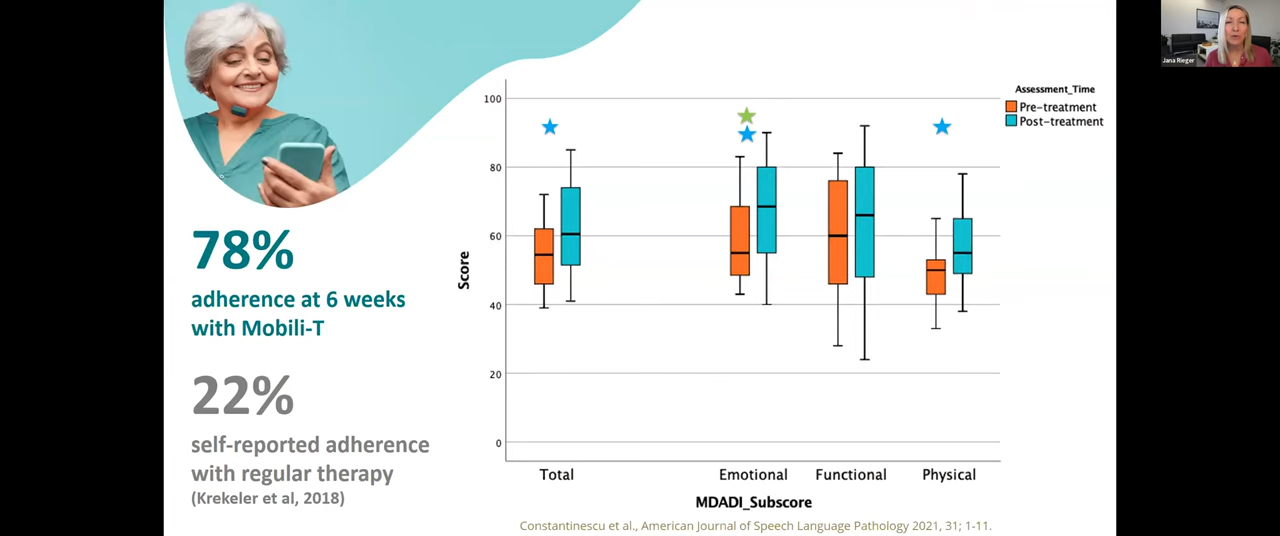 Jana Rieger
78%
adherence at 6 weeks
with Mobili-T
22%
self-reported adherence
with regular therapy
(Krekeler et al, 2018)
Assessment_Time
Pre-treatment
Post-treatment
100
80
60
40
20
0
Score
Total
Emotional
Functional
Physical
MDADI_Subscore
Constantinescu et al., American Journal of Speech Language Pathology 2021, 31; 1-11.